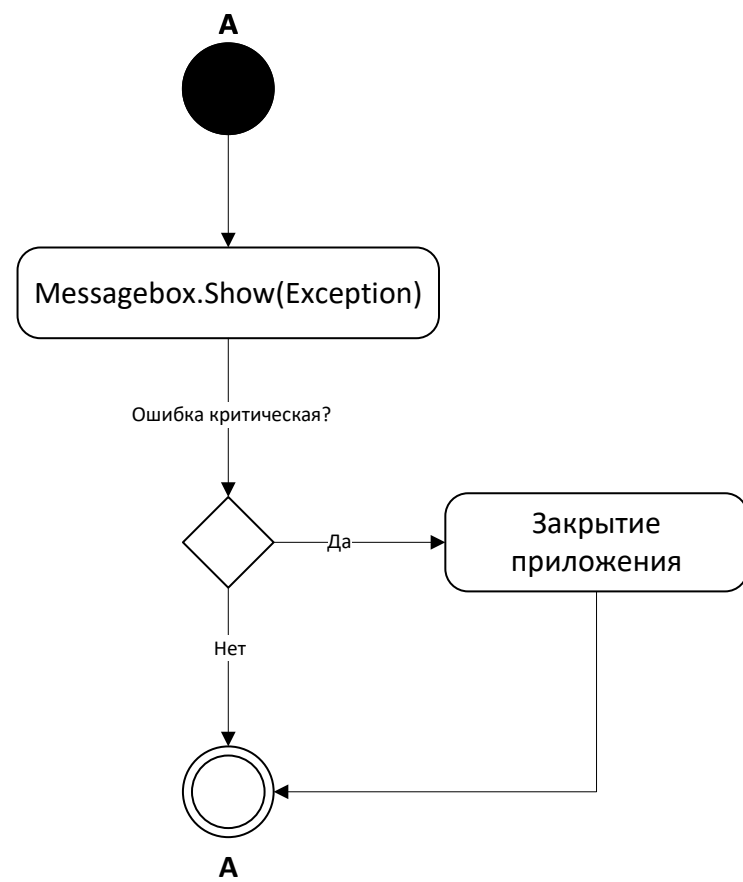 A
Messagebox.Show(Exception)
Ошибка критическая?
Да
Закрытие
приложения
Нет
A